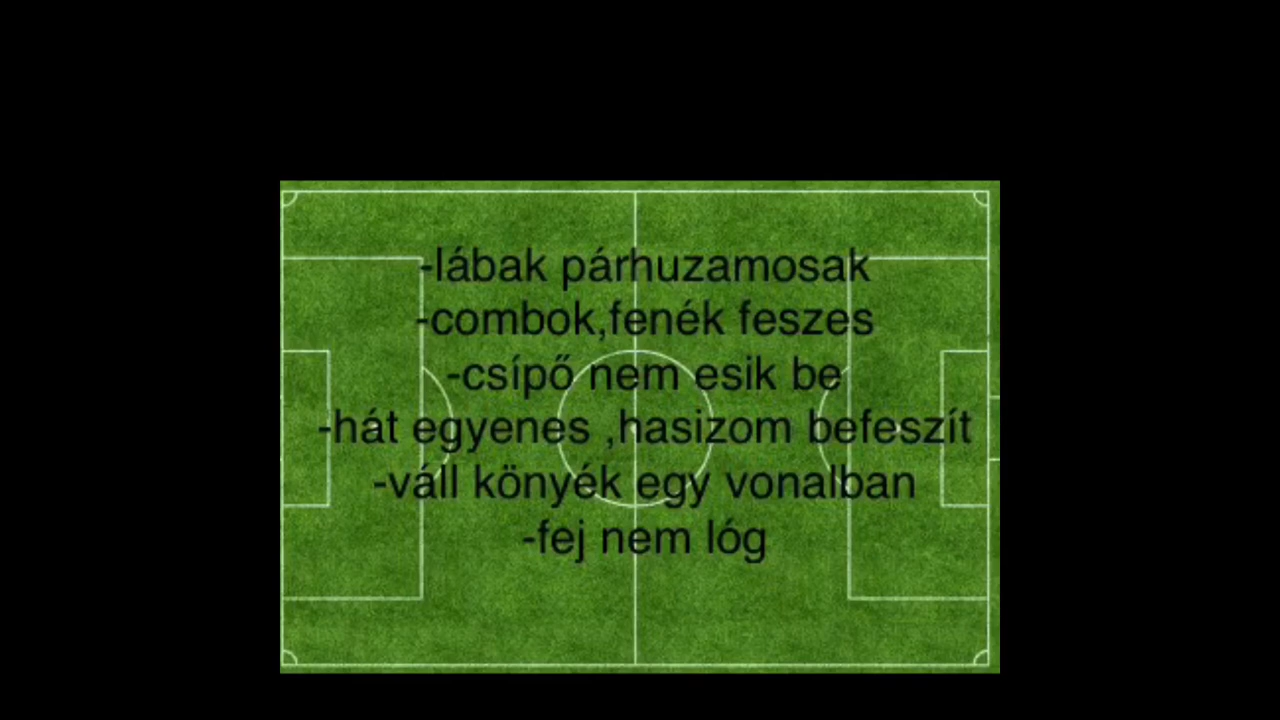 -lábak párhuzamosak
-combok,fenék feszes
-csípő nem esik be
-hát egyenes ,hasizom befeszít
-váll könyék egy vonalban
-fej nem lóg